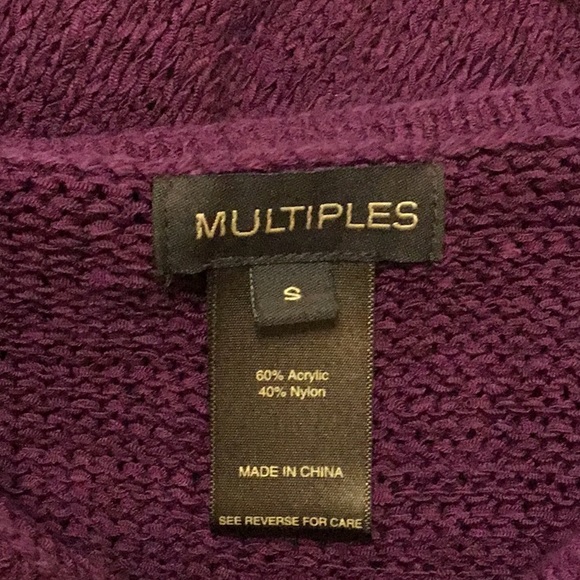 MULTIPLES
S
60% Acrylic
40% Nylon
MADE IN CHINA
SEE REVERSE FOR CARE